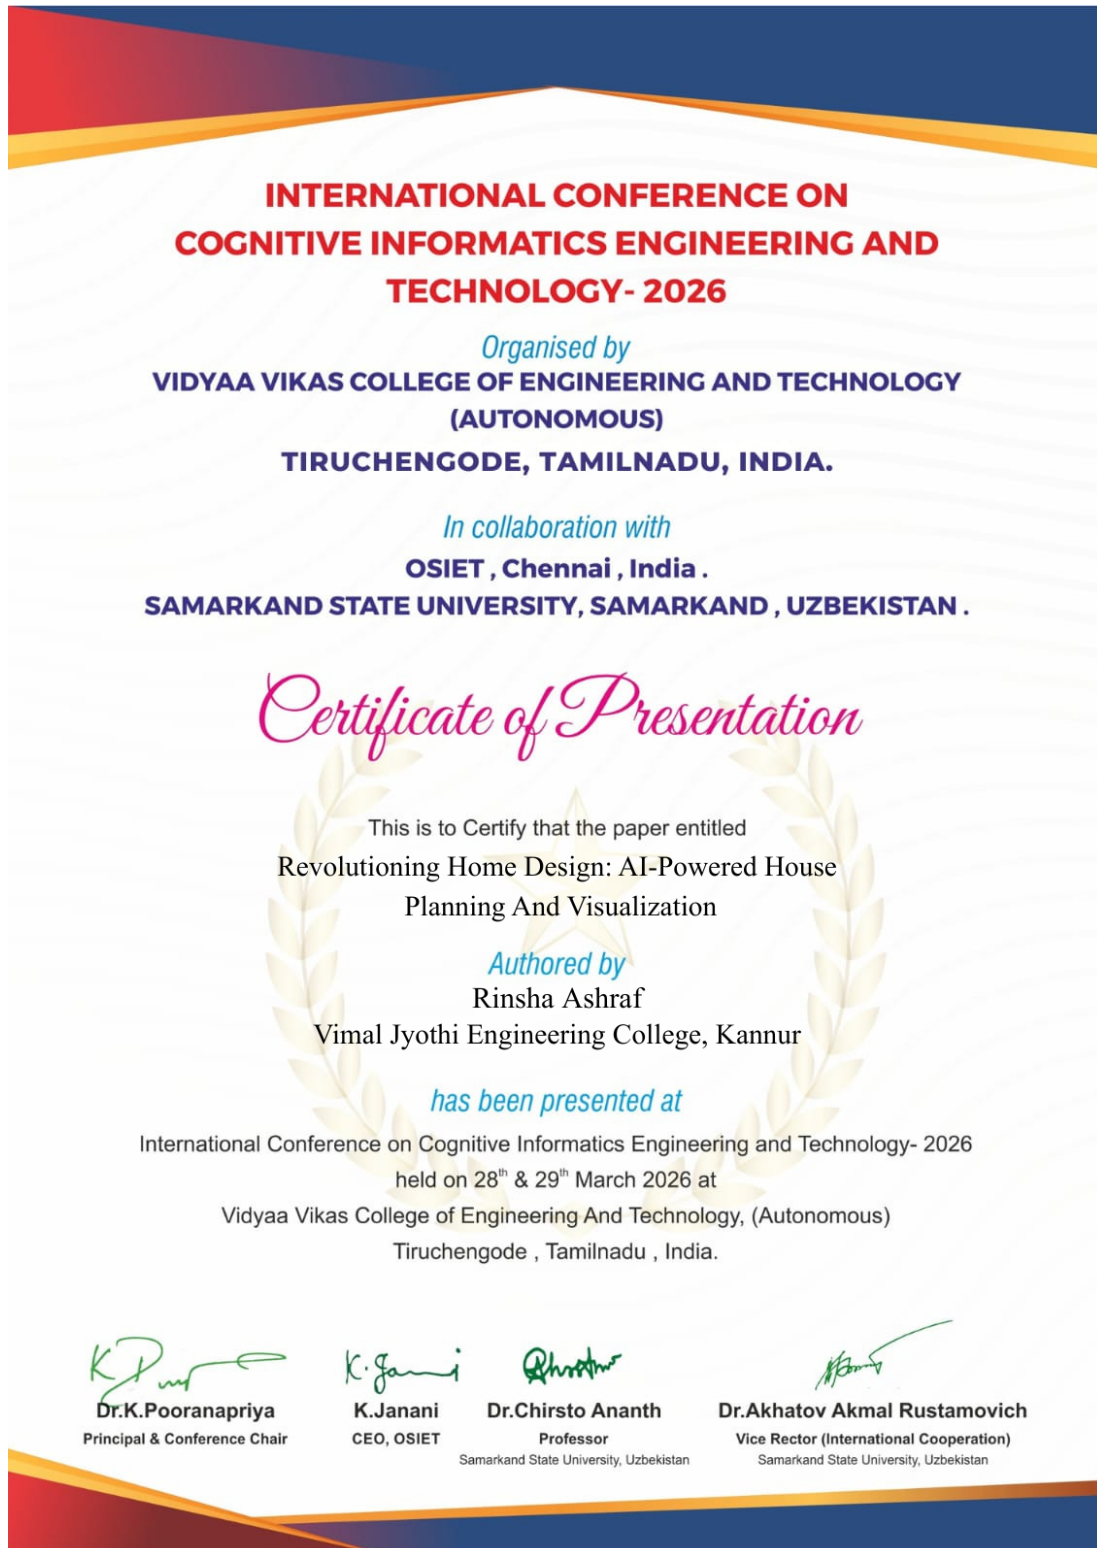 INTERNATIONAL CONFERENCE ON
COGNITIVE INFORMATICS ENGINEERING AND
TECHNOLOGY- 2026
Organised by
VIDYAA VIKAS COLLEGE OF ENGINEERING AND TECHNOLOGY
(AUTONOMOUS)
TIRUCHENGODE, TAMILNADU, INDIA.
In collaboration with
OSIET , Chennai , India .
SAMARKAND STATE UNIVERSITY, SAMARKAND , UZBEKISTAN .
Certificate of Presentation
This is to Certify that the paper entitled
Revolutioning Home Design: AI-Powered House
Planning And Visualization
Authored by
Rinsha Ashraf
Vimal Jyothi Engineering College, Kannur
has been presented at
International Conference on Cognitive Informatics Engineering and Technology- 2026
held on 28th & 29th March 2026 at
Vidyaa Vikas College of Engineering And Technology, (Autonomous)
Tiruchengode , Tamilnadu , India.
K. Jani
Dr.K.Pooranapriya K.Janani Dr.Chirsto Ananth Dr.Akhatov Akmal Rustamovich
Principal & Conference Chair CEO, OSIET Professor Vice Rector (International Cooperation)
Samarkand State University, Uzbekistan Samarkand State University, Uzbekistan